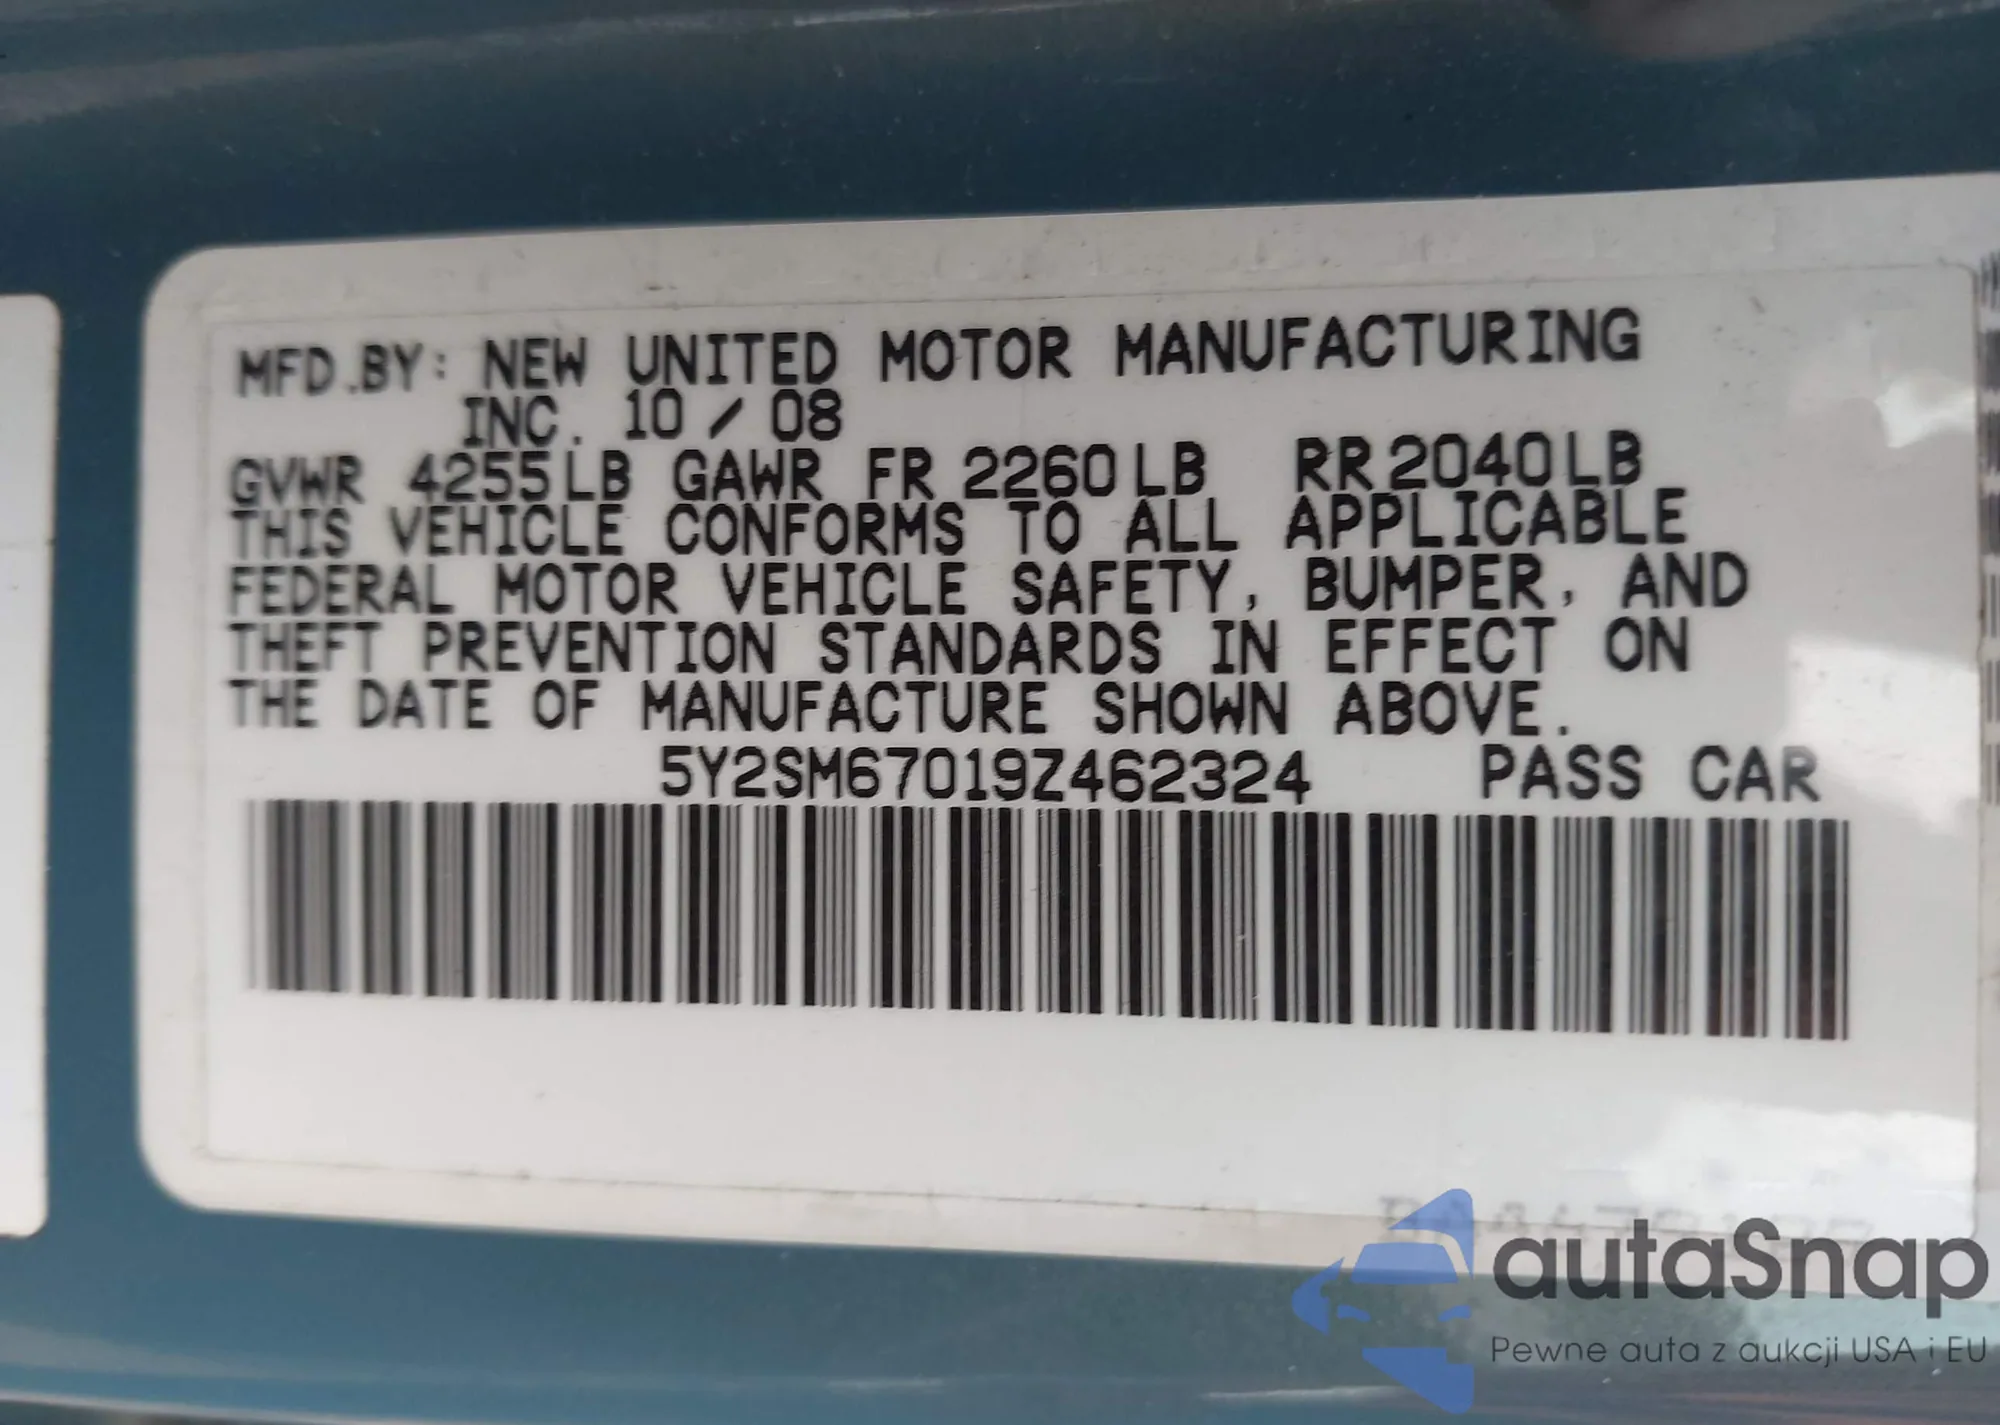 MFD.BY: NEW UNITED MOTOR MANUFACTURING
INC. 10 / 08
GVWR 4255LB GAWR FR 2260LB RR 2040LB
THIS VEHICLE CONFORMS TO ALL APPLICABLE
FEDERAL MOTOR VEHICLE SAFETY, BUMPER, AND
THEFT PREVENTION STANDARDS IN EFFECT ON
THE DATE OF MANUFACTURE SHOWN ABOVE.
5Y2SM67019Z462324 PASS CAR
autaSnap
Pewne auta z aukcji USA i EU